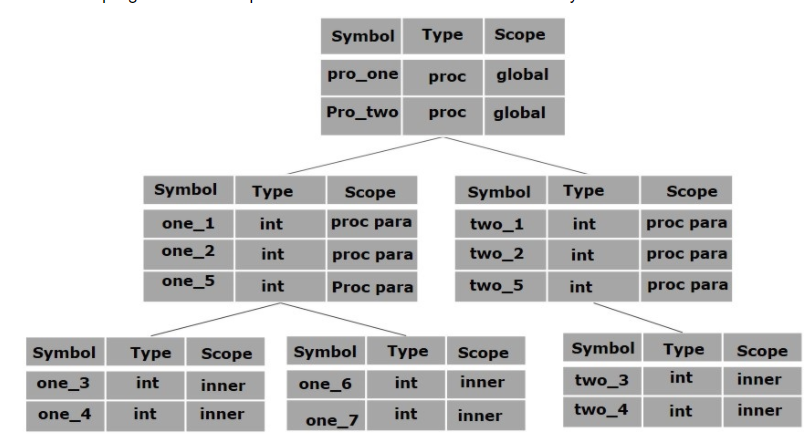 Symbol Type Scope
pro_one proc global
Pro_two proc global
Symbol Type Scope
one_1 int proc para
one_2 int proc para
one_5 int Proc para
Symbol Type Scope
two_1 int proc para
two_2 int proc para
two_5 int proc para
Symbol Type Scope
one_3 int inner
one_4 int inner
Symbol Type Scope
one_6 int inner
one_7 int inner
Symbol Type Scope
two_3 int inner
two_4 int inner